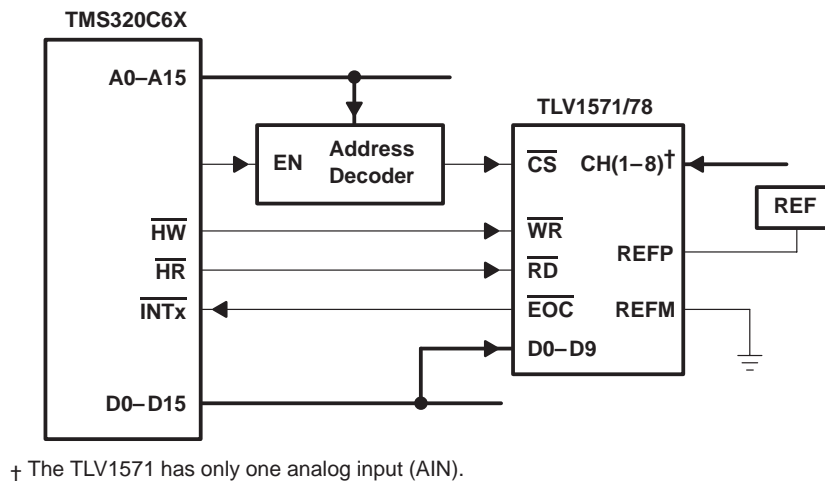 TMS320C6X
A0–A15
TLV1571/78
EN Address
Decoder
CS
CH(1–8)†
REF
HW
WR
REFP
HR
RD
INTx
EOC
REFM
D0–D9
D0–D15
† The TLV1571 has only one analog input (AIN).